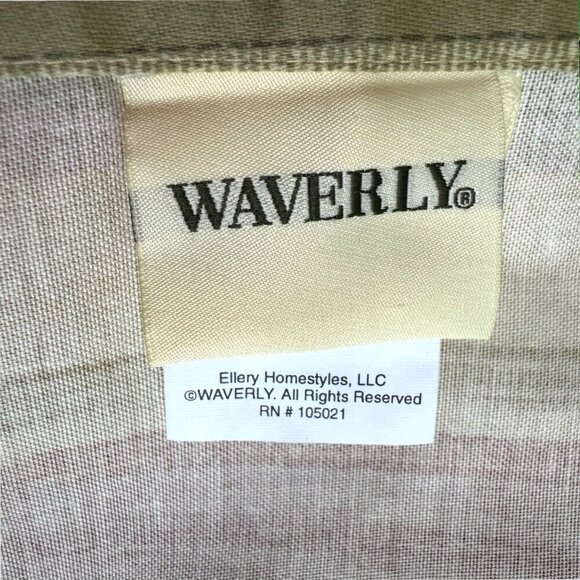 WAVERLY®
Ellery Homestyles, LLC
©WAVERLY. All Rights Reserved
RN # 105021